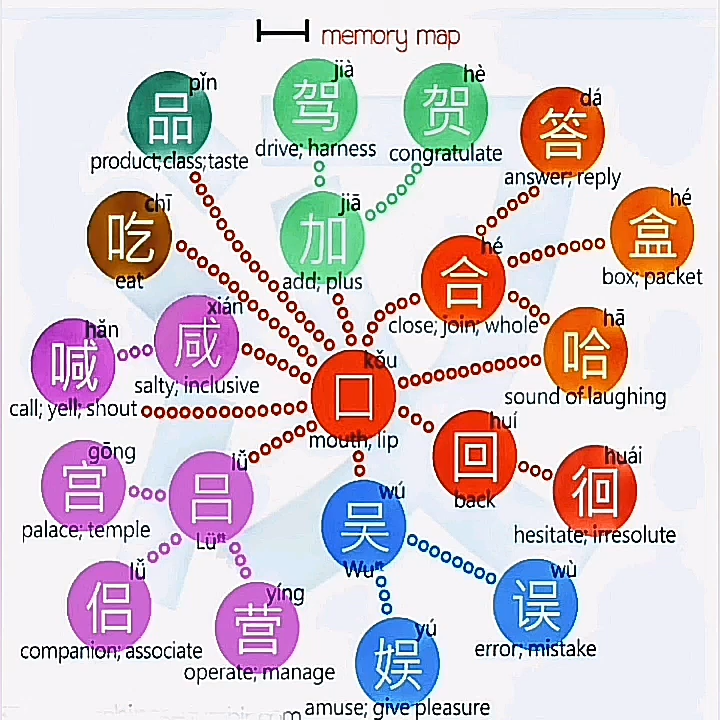 memory map
pǐn
品
product;class;taste
jià
驾
drive; harness
hè
贺
congratulate
dá
答
answer; reply
chī
吃
eat
jiā
加
add; plus
hé
合
close; join; whole
hé
盒
box; packet
hǎn
喊
call; yell; shout
xián
咸
salty; inclusive
kǒu
口
mouth; lip
hā
哈
sound of laughing
gōng
宫
palace; temple
lǚ
吕
Lüⁿ
wú
吴
Wuⁿ
huí
回
back
huái
徊
hesitate; irresolute
lǚ
侣
companion; associate
yíng
营
operate; manage
yú
娱
amuse; give pleasure
wù
误
error; mistake